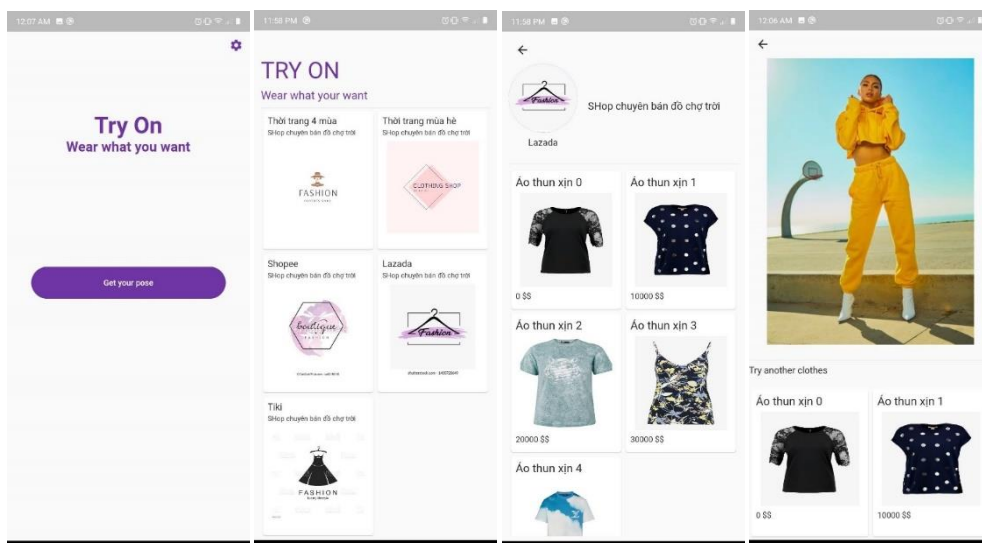 12:07 AM
Try On
Wear what you want
Get your pose
11:58 PM
TRY ON
Wear what your want
Thời trang 4 mùa
SHop chuyên bán đồ chợ trời
FASHION
Thời trang mùa hè
SHop chuyên bán đồ chợ trời
CLOTHING SHOP
Shopee
SHop chuyên bán đồ chợ trời
boutique
FASHION
Lazada
SHop chuyên bán đồ chợ trời
Fashion
Tiki
SHop chuyên bán đồ chợ trời
FASHION
11:58 PM
Fashion
SHop chuyên bán đồ chợ trời
Lazada
Áo thun xịn 0
0 $$
Áo thun xịn 1
10000 $$
Áo thun xịn 2
20000 $$
Áo thun xịn 3
30000 $$
Áo thun xịn 4
12:06 AM
Try another clothes
Áo thun xịn 0
0 $$
Áo thun xịn 1
10000 $$